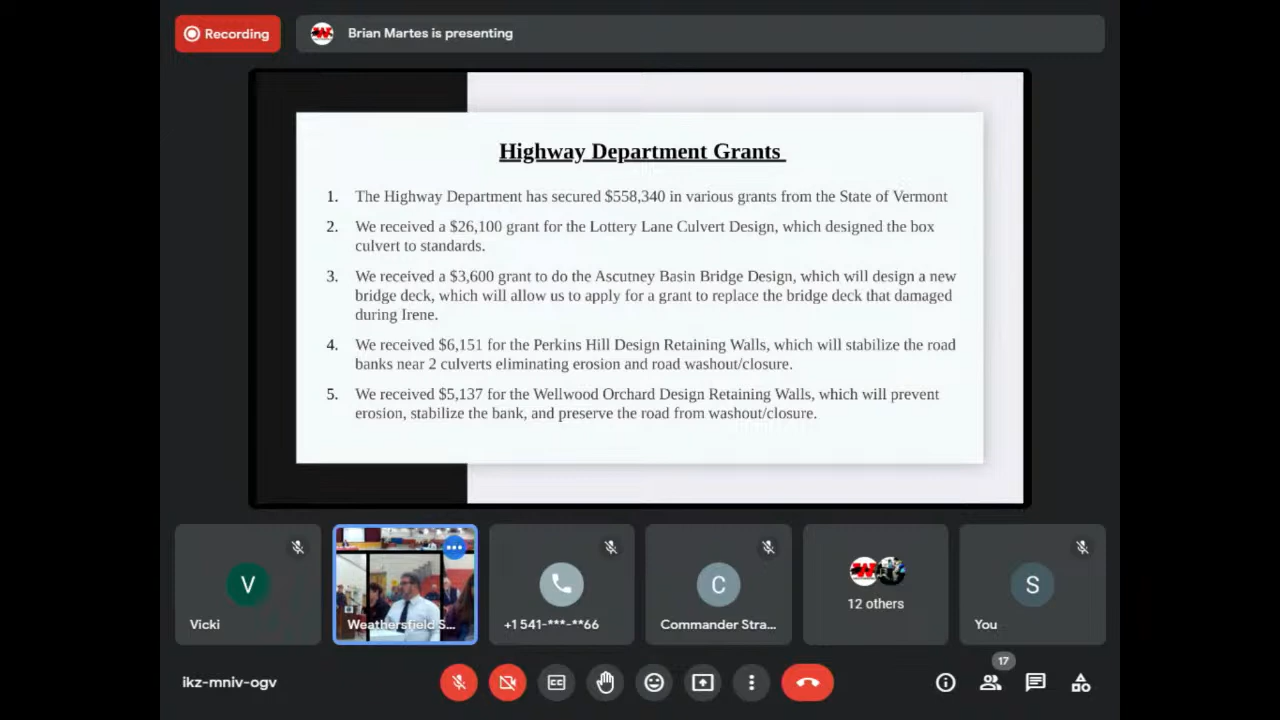 Recording
Brian Martes is presenting
Highway Department Grants
1. The Highway Department has secured $558,340 in various grants from the State of Vermont
2. We received a $26,100 grant for the Lottery Lane Culvert Design, which designed the box
culvert to standards.
3. We received a $3,600 grant to do the Ascutney Basin Bridge Design, which will design a new
bridge deck, which will allow us to apply for a grant to replace the bridge deck that damaged
during Irene.
4. We received $6,151 for the Perkins Hill Design Retaining Walls, which will stabilize the road
banks near 2 culverts eliminating erosion and road washout/closure.
5. We received $5,137 for the Wellwood Orchard Design Retaining Walls, which will prevent
erosion, stabilize the bank, and preserve the road from washout/closure.
V
C
S
Vicki
Weathersfield S...
+1 541-***-**66
Commander Stra...
12 others
You
ikz-mniv-ogv
17